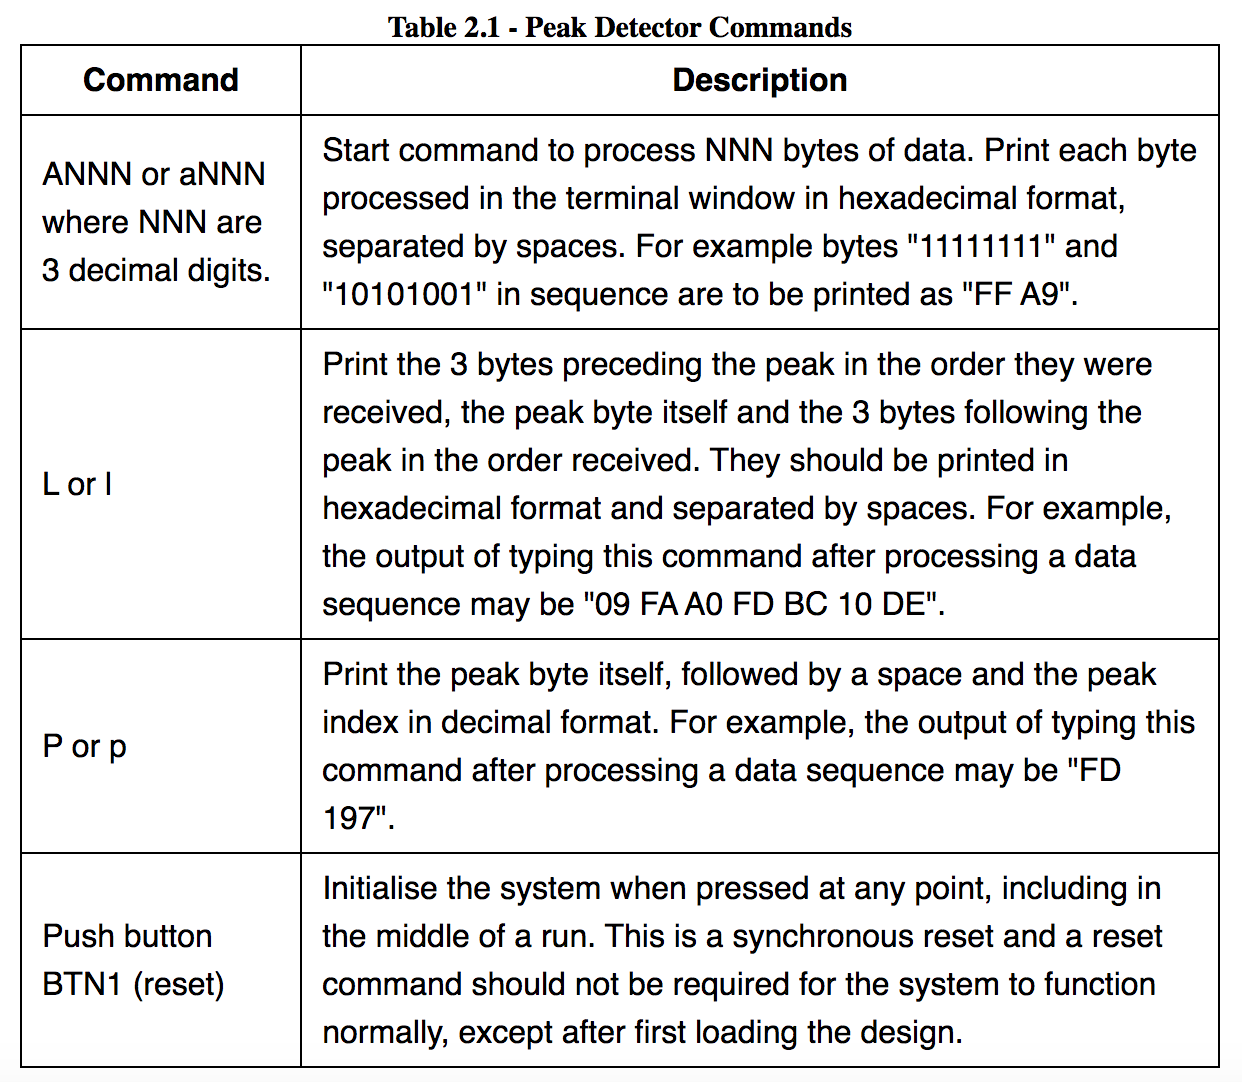 Table 2.1 - Peak Detector Commands
Command
Description
ANNN or aNNN
where NNN are
3 decimal digits.
Start command to process NNN bytes of data. Print each byte
processed in the terminal window in hexadecimal format,
separated by spaces. For example bytes "11111111" and
"10101001" in sequence are to be printed as "FF A9".
L or l
Print the 3 bytes preceding the peak in the order they were
received, the peak byte itself and the 3 bytes following the
peak in the order received. They should be printed in
hexadecimal format and separated by spaces. For example,
the output of typing this command after processing a data
sequence may be "09 FA A0 FD BC 10 DE".
P or p
Print the peak byte itself, followed by a space and the peak
index in decimal format. For example, the output of typing this
command after processing a data sequence may be "FD
197".
Push button
BTN1 (reset)
Initialise the system when pressed at any point, including in
the middle of a run. This is a synchronous reset and a reset
command should not be required for the system to function
normally, except after first loading the design.